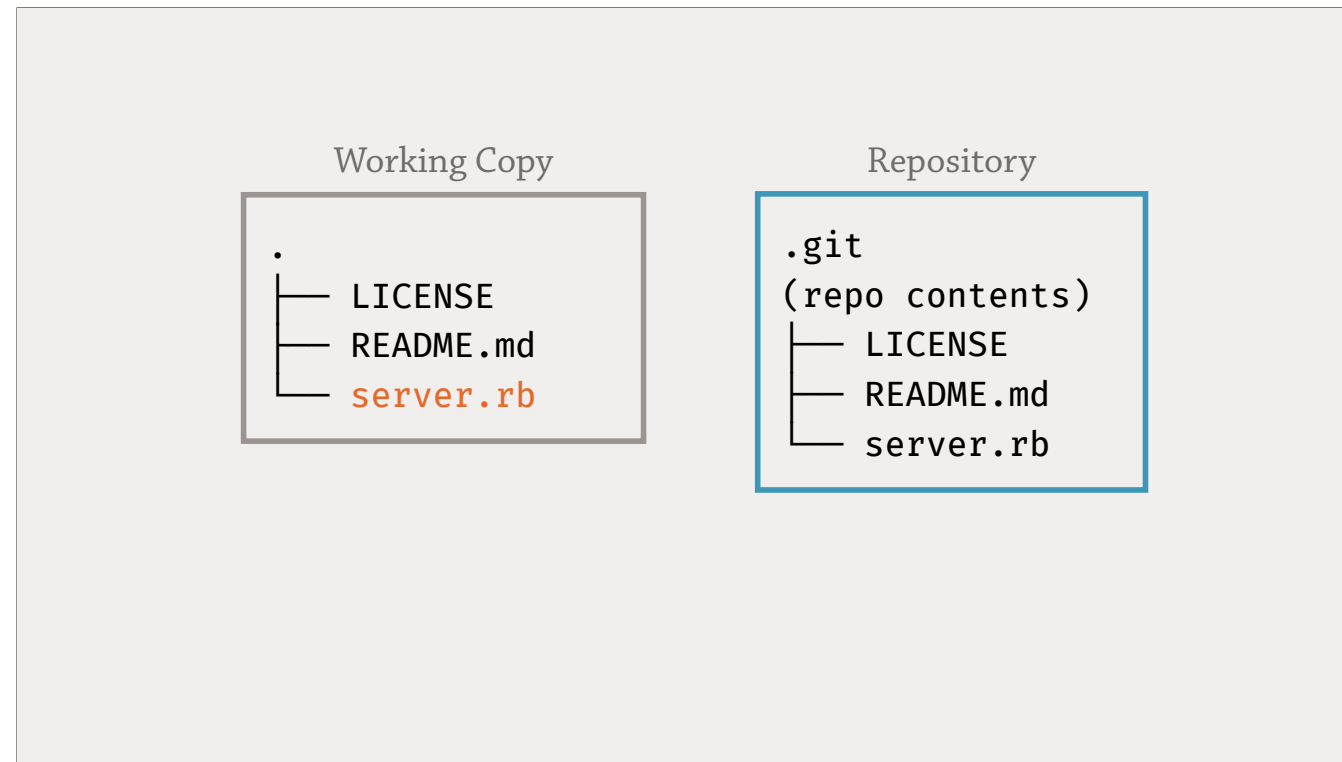 Working Copy
.
├── LICENSE
├── README.md
└── server.rb
Repository
.git
(repo contents)
├── LICENSE
├── README.md
└── server.rb